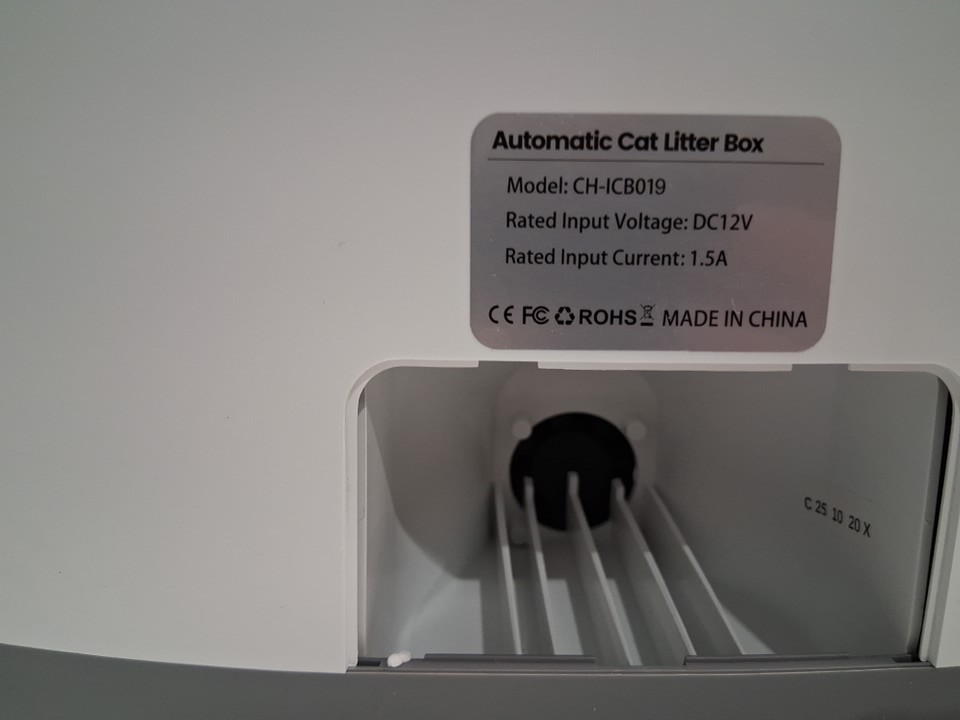 Automatic Cat Litter Box
Model: CH-ICB019
Rated Input Voltage: DC12V
Rated Input Current: 1.5A
CE FC ROHS MADE IN CHINA
C 25 10 20 X